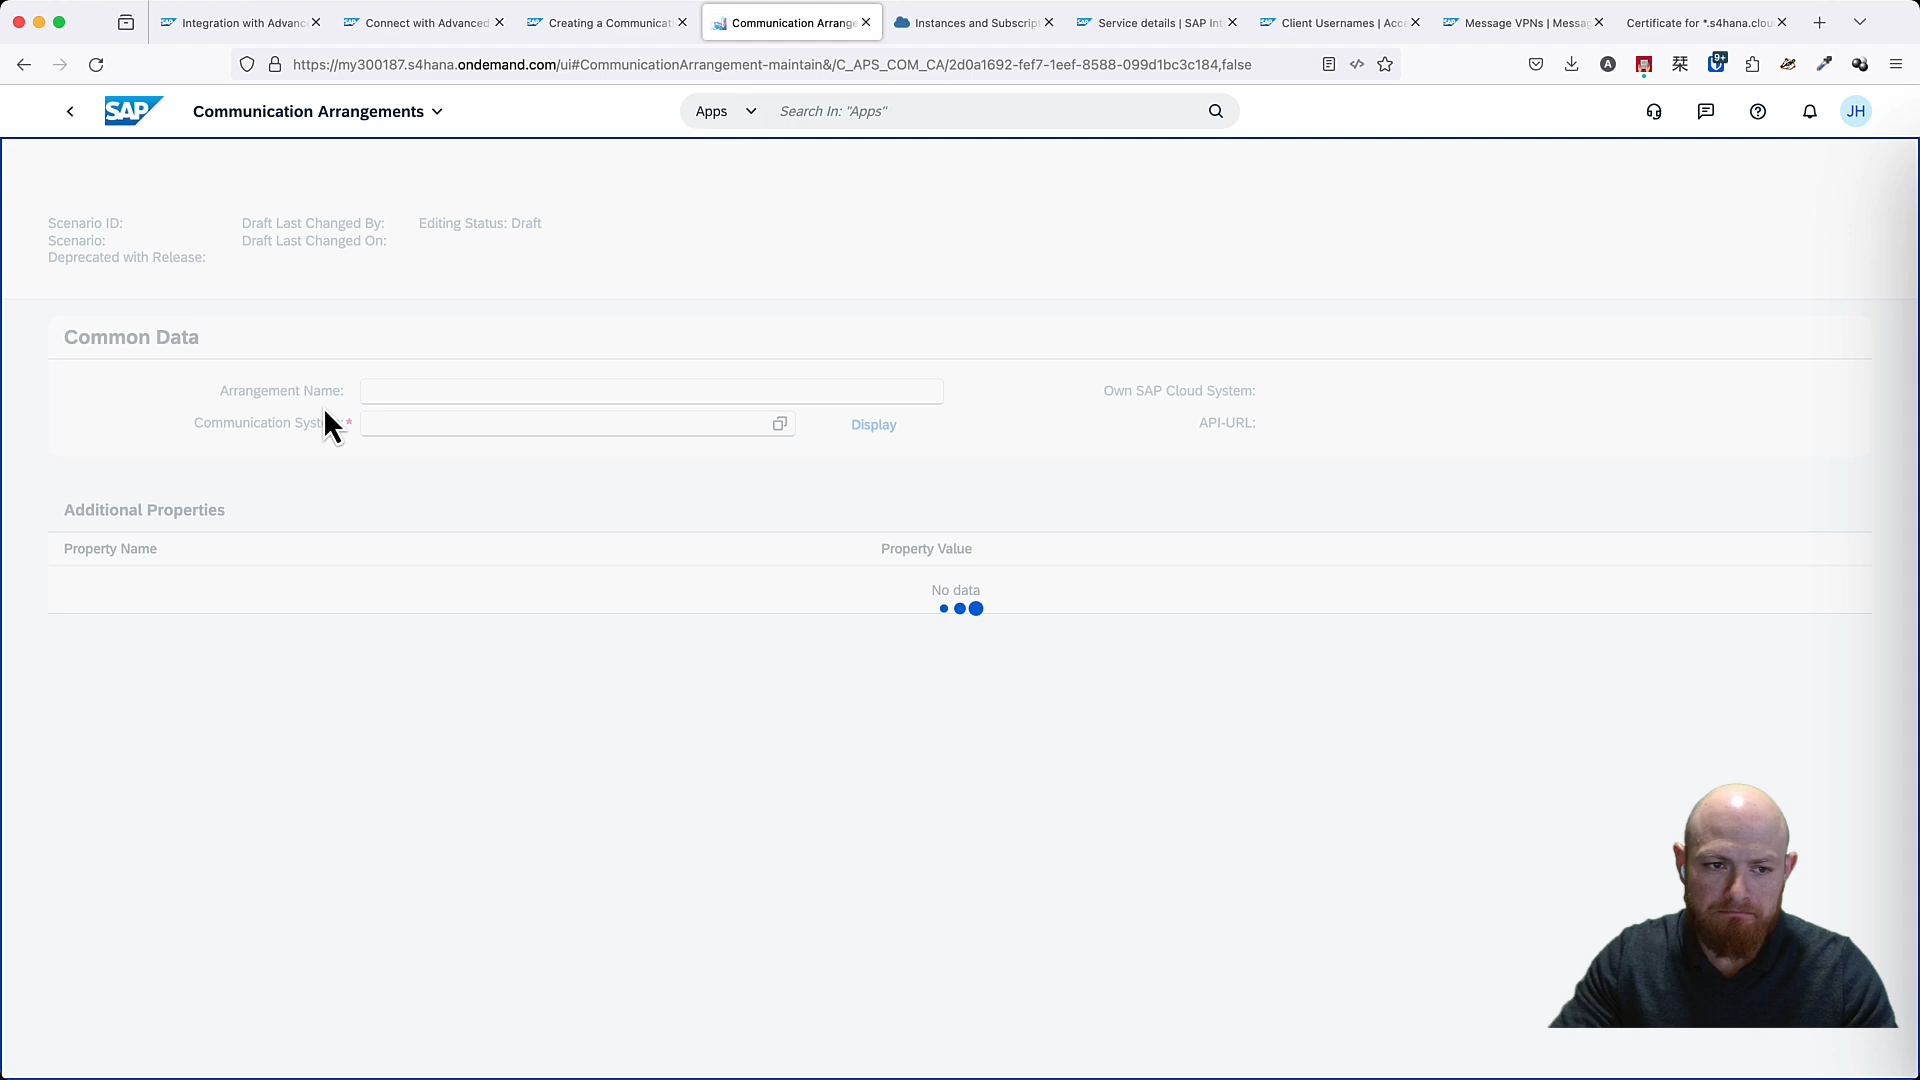 Integration with Advanc
Connect with Advanced
Creating a Communicat
Communication Arrange
Instances and Subscript
Service details | SAP Int
Client Usernames | Acce
Message VPNs | Messag
Certificate for *.s4hana.clou
https://my300187.s4hana.ondemand.com/ui#CommunicationArrangement-maintain&/C_APS_COM_CA/2d0a1692-fef7-1eef-8588-099d1bc3c184,false
9+
SAP
Communication Arrangements
Apps
Search In: "Apps"
JH
Scenario ID:
Draft Last Changed By:
Editing Status: Draft
Scenario:
Draft Last Changed On:
Deprecated with Release:
Common Data
Arrangement Name:
Own SAP Cloud System:
Communication Syst
*
Display
API-URL:
Additional Properties
Property Name
Property Value
No data